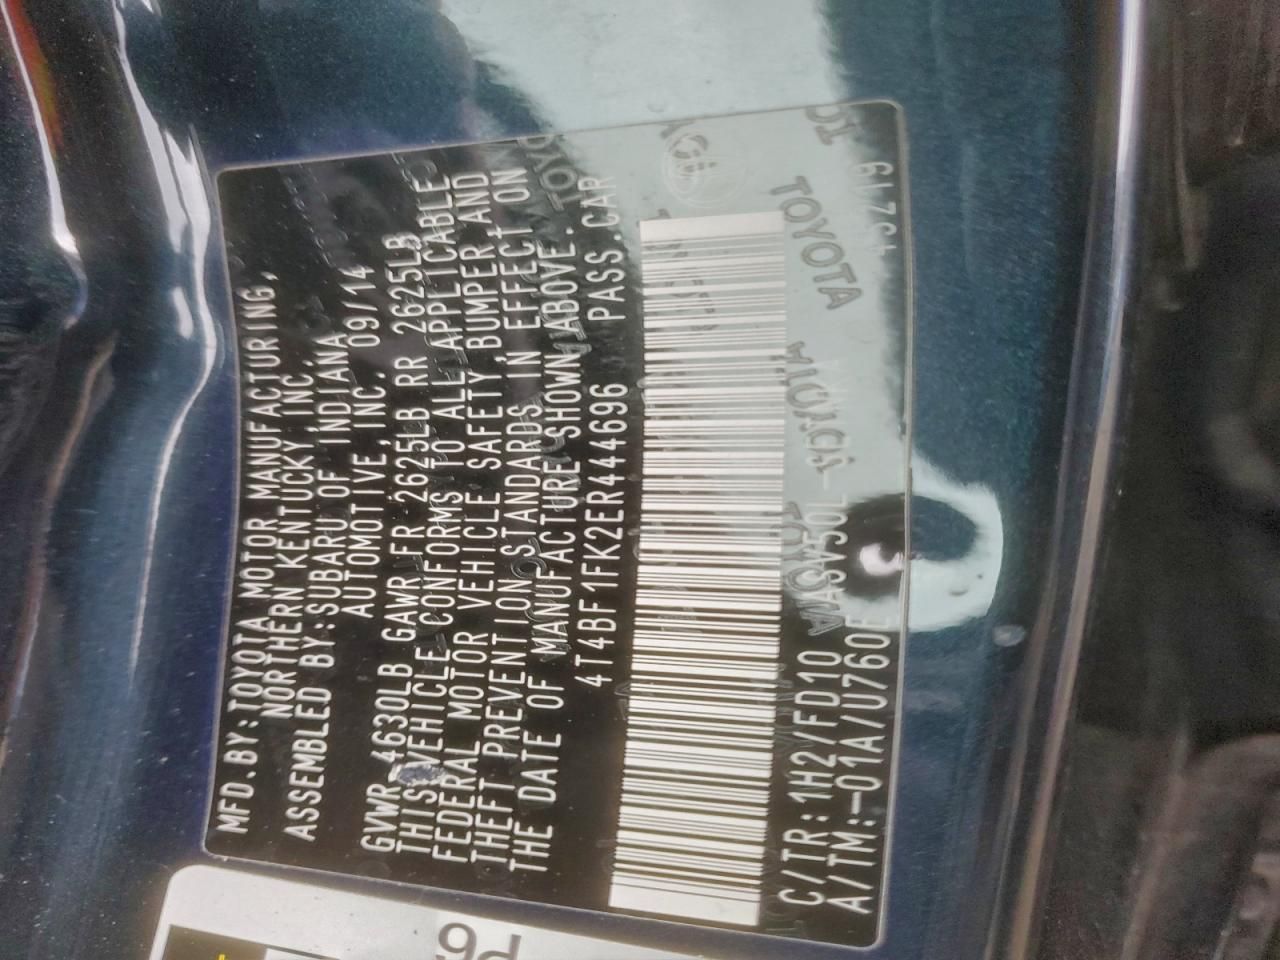 MFD.BY:TOYOTA MOTOR MANUFACTURING,
NORTHERN KENTUCKY,INC.
ASSEMBLED BY:SUBARU OF INDIANA
AUTOMOTIVE, INC. 09/14
GVWR 4630LB GAWR FR 2625LB RR 2625LB
THIS VEHICLE CONFORMS TO ALL APPLICABLE
FEDERAL MOTOR VEHICLE SAFETY,BUMPER AND
THEFT PREVENTION STANDARDS IN EFFECT ON
THE DATE OF MANUFACTURE SHOWN ABOVE.
4T4BF1FK2ER444696 PASS.CAR
TOYOTA
C/TR:1H2/FD10
A/TM:-01A/U760E